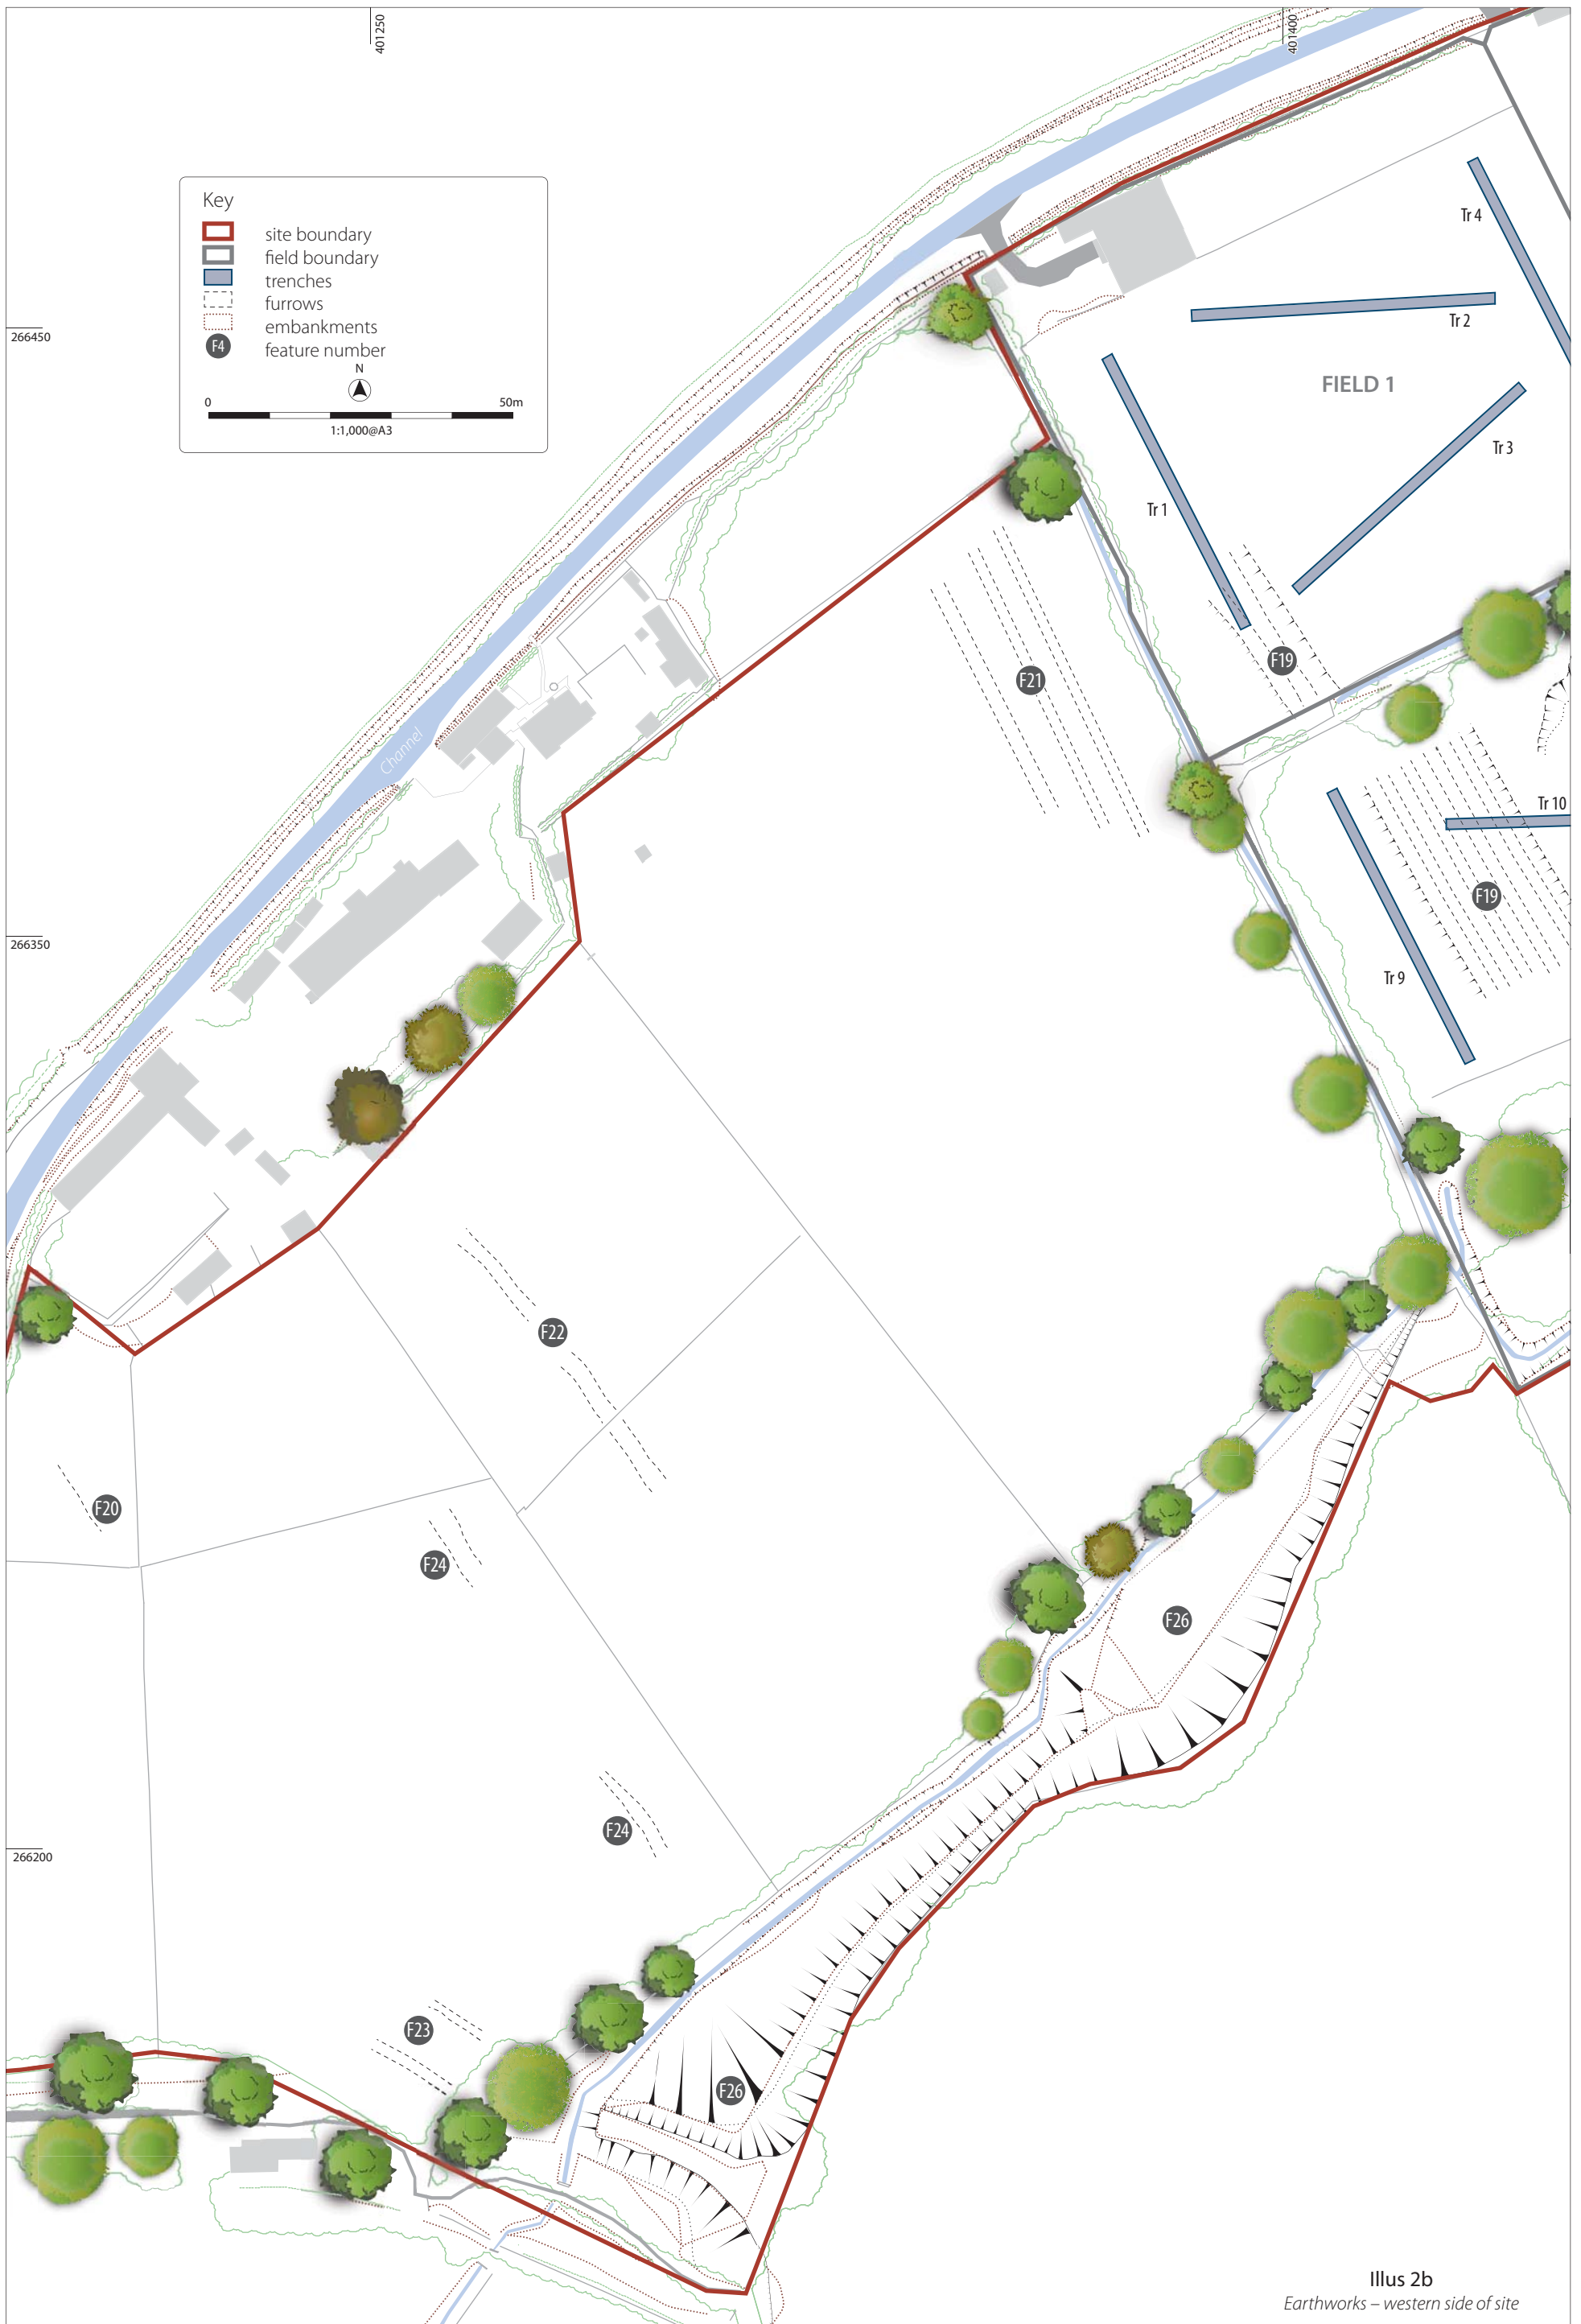 401250
401400
Key
site boundary
field boundary
trenches
furrows
embankments
F4 feature number
N
0 50m
1:1,000@A3
266450
Tr 4
Tr 2
FIELD 1
Tr 3
Tr 1
F19
F21
Channel
Tr 10
F19
266350
Tr 9
F22
F20
F24
F26
F24
266200
F23
F26
Illus 2b
Earthworks – western side of site